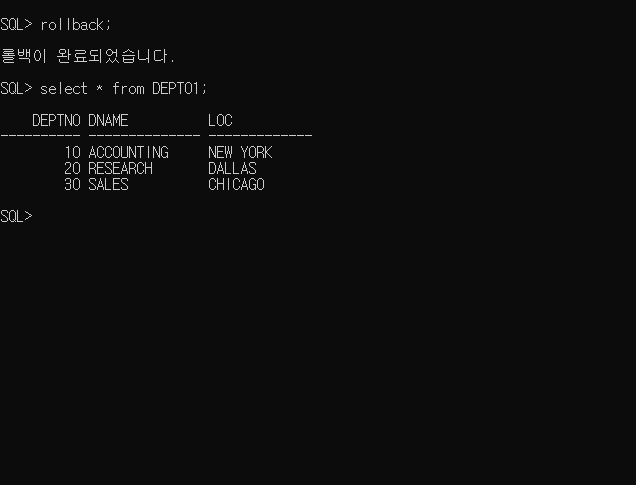 SQL> rollback;
롤백이 완료되었습니다.
SQL> select * from DEPT01;
    DEPTNO DNAME          LOC
---------- -------------- -------------
        10 ACCOUNTING     NEW YORK
        20 RESEARCH       DALLAS
        30 SALES          CHICAGO
SQL>